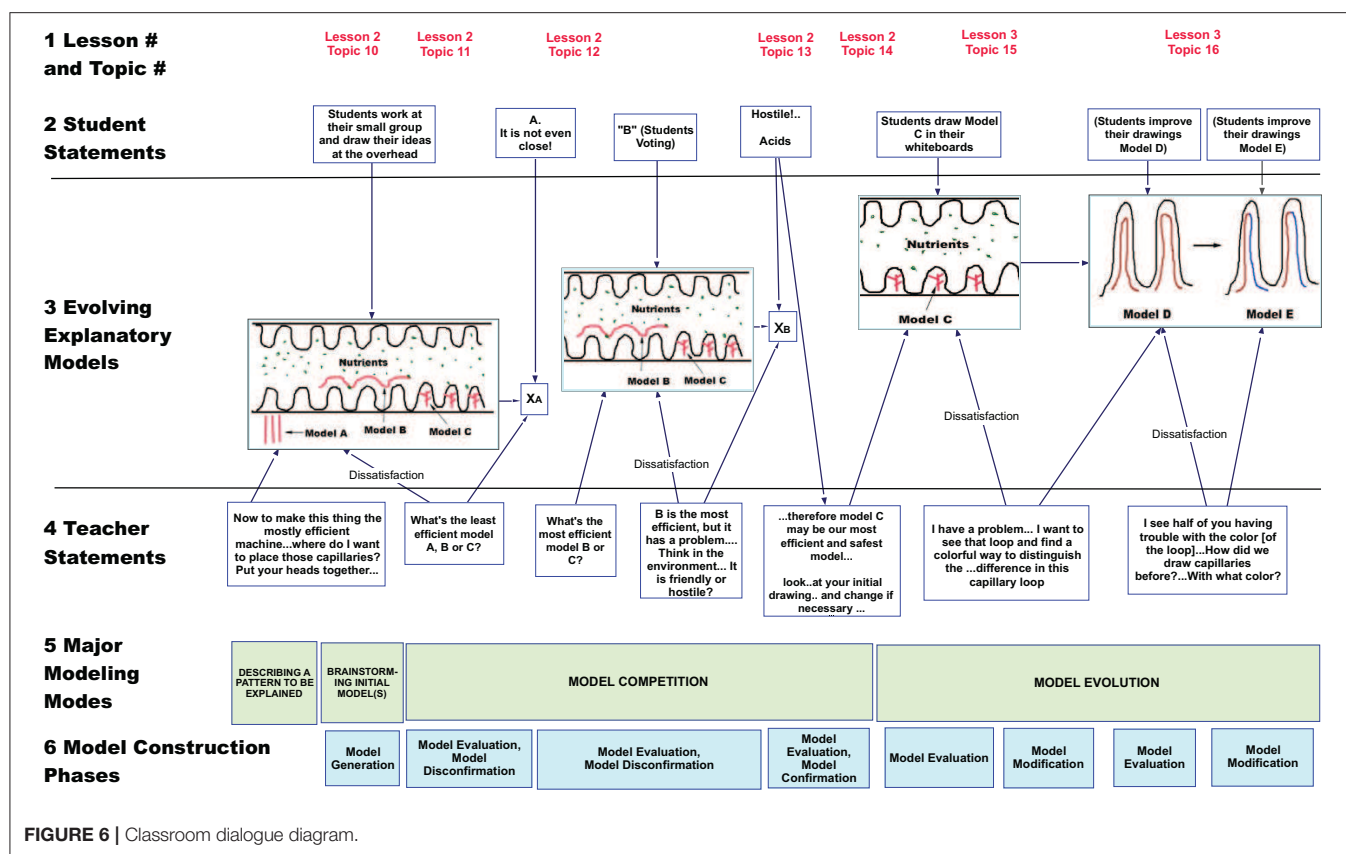 1 Lesson #
and Topic #
Lesson 2
Topic 10
Lesson 2
Topic 11
Lesson 2
Topic 12
Lesson 2
Topic 13
Lesson 2
Topic 14
Lesson 3
Topic 15
Lesson 3
Topic 16
2 Student
Statements
Students work at
their small group
and draw their ideas
at the overhead
A.
It is not even
close!
"B" (Students
Voting)
Hostile!..
Acids
Students draw Model
C in their
whiteboards
(Students improve
their drawings
Model D)
(Students improve
their drawings
Model E)
3 Evolving
Explanatory
Models
Nutrients
Model A
Model B
Model C
XA
Nutrients
Model B
Model C
XB
Nutrients
Model C
Model D
Model E
Dissatisfaction
Dissatisfaction
Dissatisfaction
Dissatisfaction
4 Teacher
Statements
Now to make this thing the
mostly efficient
machine...where do I want
to place those capillaries?
Put your heads together...
What's the least
efficient model
A, B or C?
What's the
most efficient
model B or
C?
B is the most
efficient, but it
has a problem....
Think in the
environment... It
is friendly or
hostile?
...therefore model C
may be our most
efficient and safest
model...
look..at your initial
drawing.. and change if
necessary ...
I have a problem... I want to
see that loop and find a
colorful way to distinguish
the ...difference in this
capillary loop
I see half of you having
trouble with the color [of
the loop]...How did we
draw capillaries
before?...With what color?
5 Major
Modeling
Modes
DESCRIBING A
PATTERN TO BE
EXPLAINED
BRAINSTORM-
ING INITIAL
MODEL(S)
MODEL COMPETITION
MODEL EVOLUTION
6 Model Construction
Phases
Model
Generation
Model Evaluation,
Model
Disconfirmation
Model Evaluation,
Model Disconfirmation
Model
Evaluation,
Model
Confirmation
Model Evaluation
Model
Modification
Model
Evaluation
Model
Modification
FIGURE 6 | Classroom dialogue diagram.